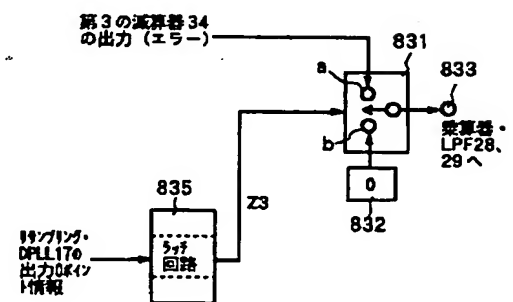 第3の減算器34
の出力(エラー)
831
833
a
b
乗算器・
LPF28、
29へ
0
832
Z3
835
ラッチ
回路
リサンプリング・
DPLL17の
出力0ポイン
ト情報